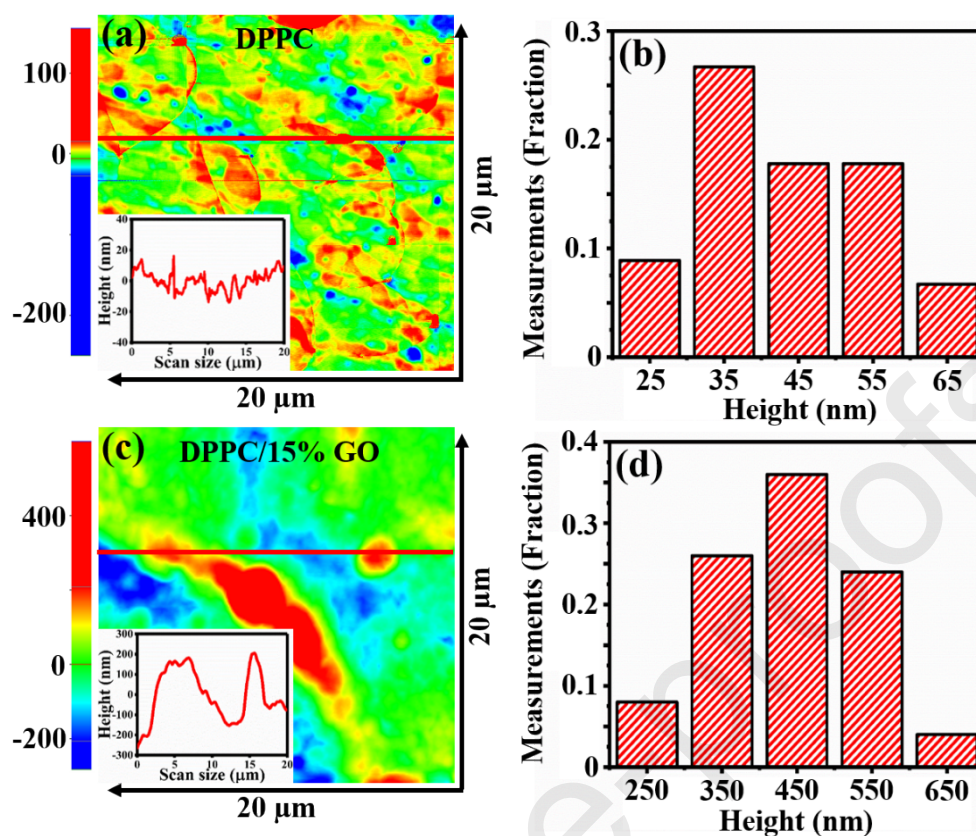 (a) DPPC
100
0
-200
Height (nm)
40
20
0
-20
-40
0 5 10 15 20
Scan size (μm)
20 μm
20 μm
(b)
Measurements (Fraction)
0.3
0.2
0.1
0
25 35 45 55 65
Height (nm)
(c) DPPC/15% GO
400
200
0
-200
Height (nm)
300
200
100
0
-100
-200
-300
0 5 10 15 20
Scan size (μm)
20 μm
20 μm
(d)
Measurements (Fraction)
0.4
0.3
0.2
0.1
0
250 350 450 550 650
Height (nm)